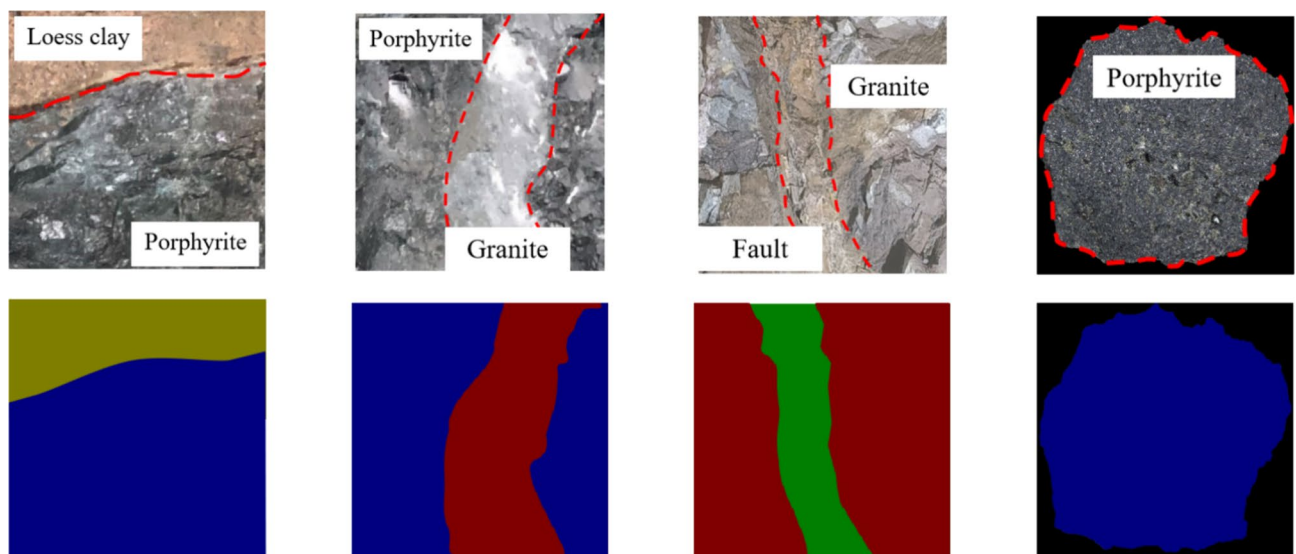 Loess clay
Porphyrite
Porphyrite
Granite
Granite
Fault
Porphyrite